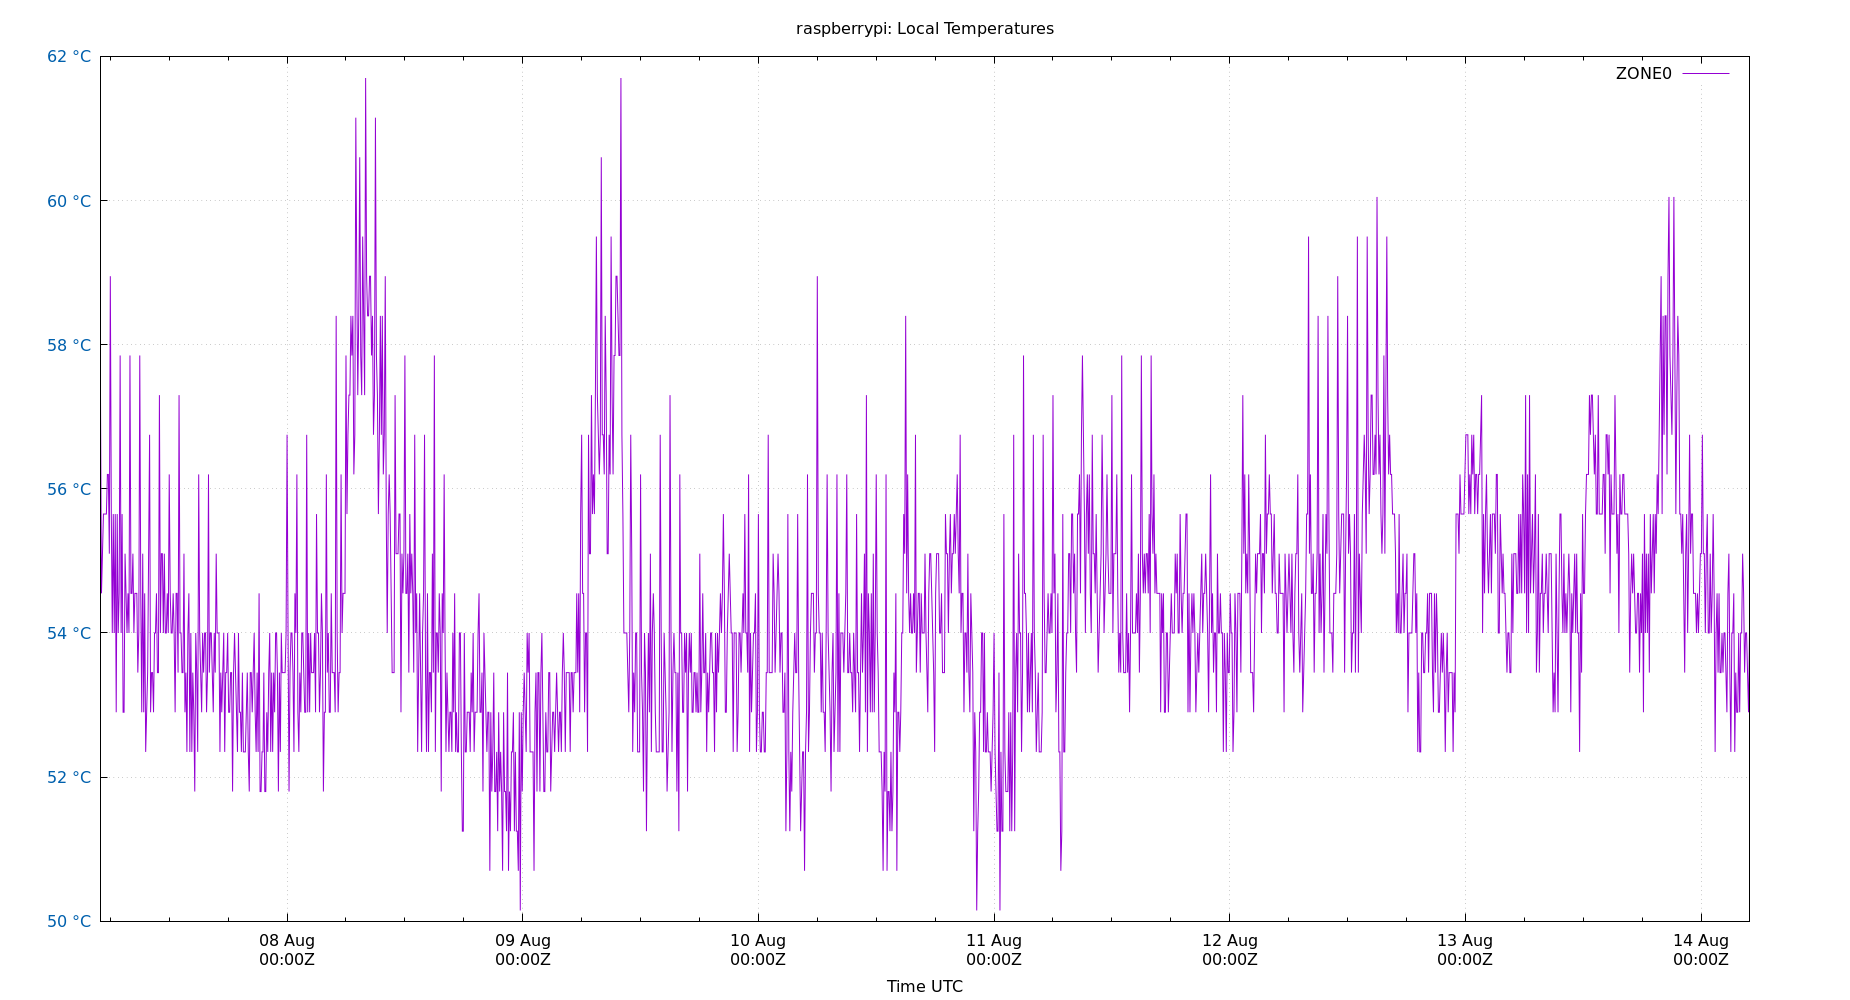 raspberrypi: Local Temperatures
62 °C
ZONE0
60 °C
58 °C
56 °C
54 °C
52 °C
50 °C
08 Aug 09 Aug 10 Aug 11 Aug 12 Aug 13 Aug 14 Aug
00:00Z 00:00Z 00:00Z 00:00Z 00:00Z 00:00Z 00:00Z
Time UTC